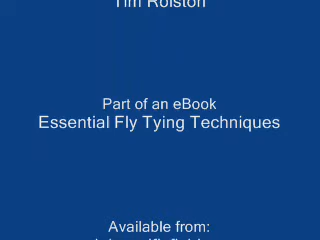 Tim Rolston
Part of an eBook
Essential Fly Tying Techniques
Available from: